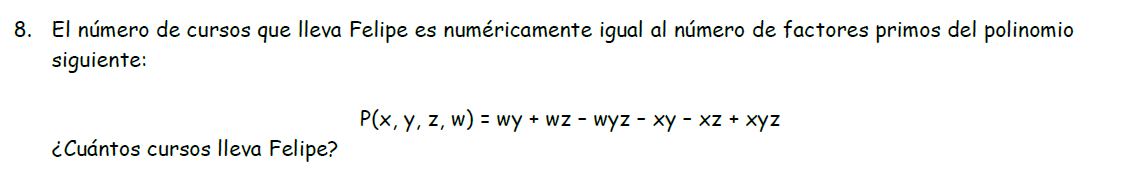 8. El número de cursos que lleva Felipe es numéricamente igual al número de factores primos del polinomio
siguiente:
P(x, y, z, w) = wy + wz - wyz - xy - xz + xyz
¿Cuántos cursos lleva Felipe?